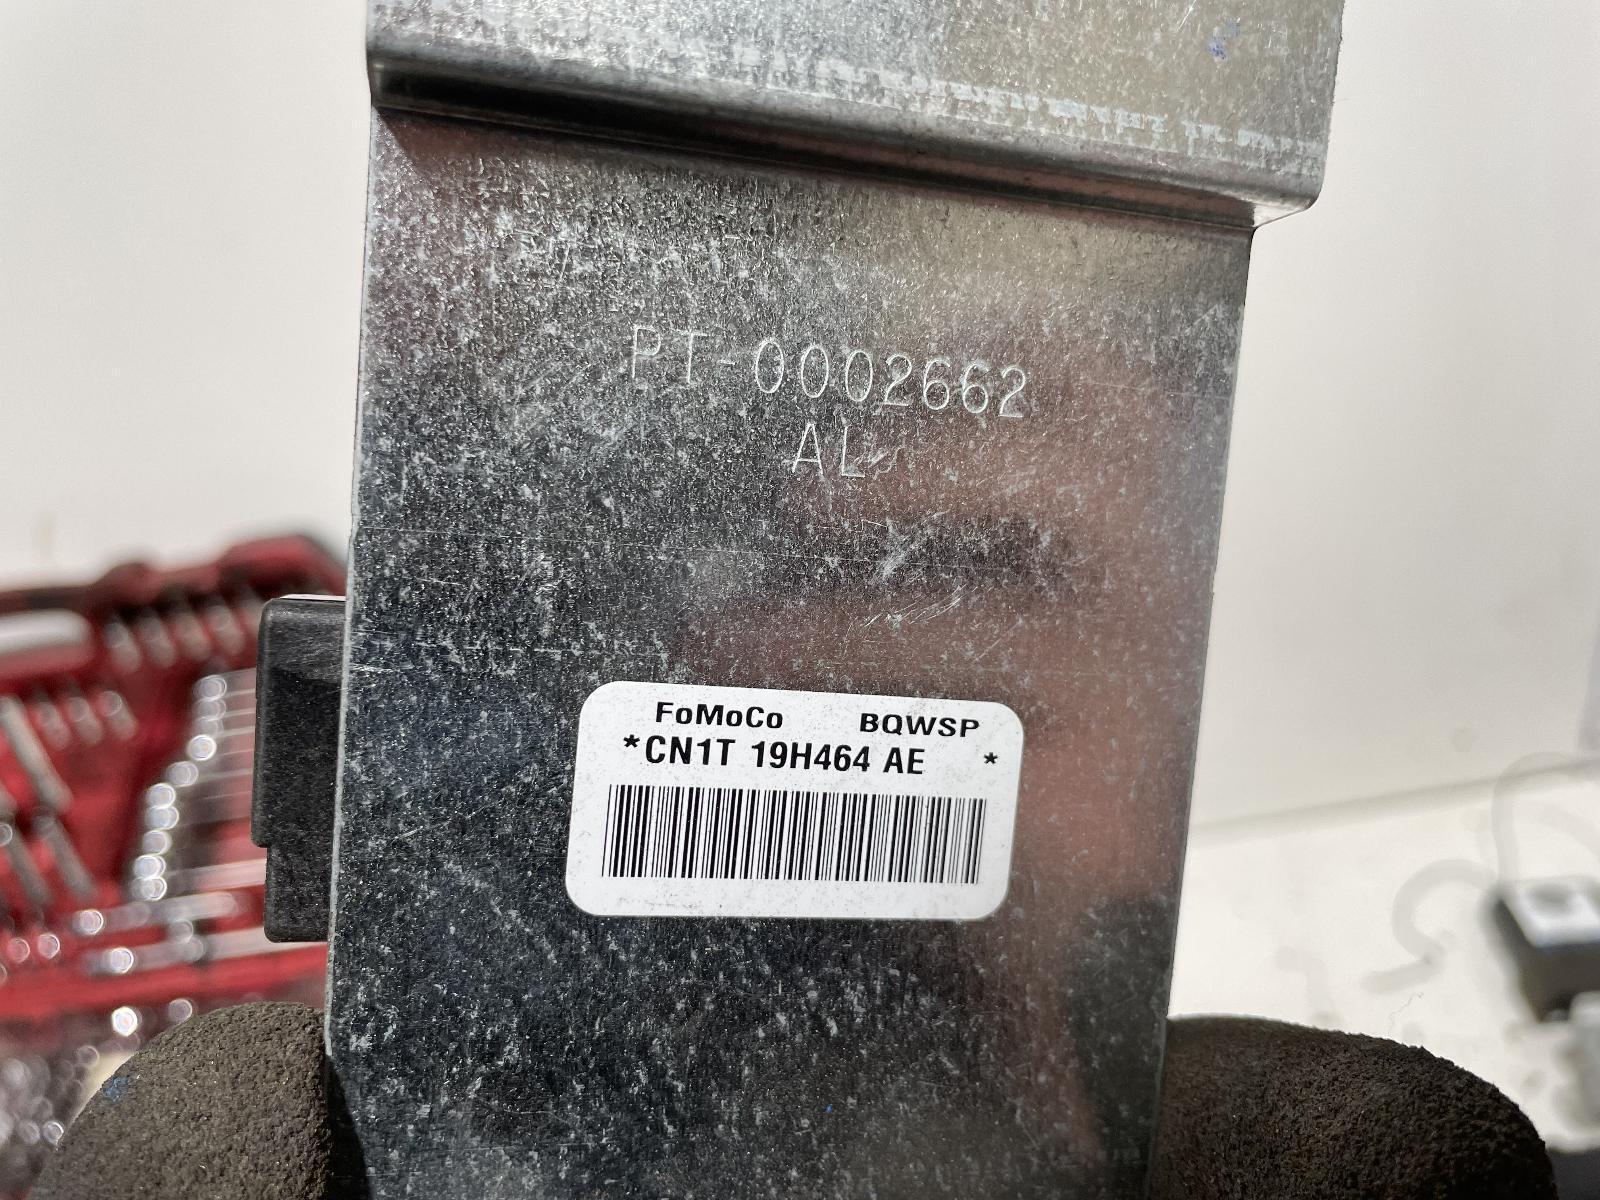 PT-0002662
AL
FoMoCo BQWSP
*CN1T 19H464 AE *